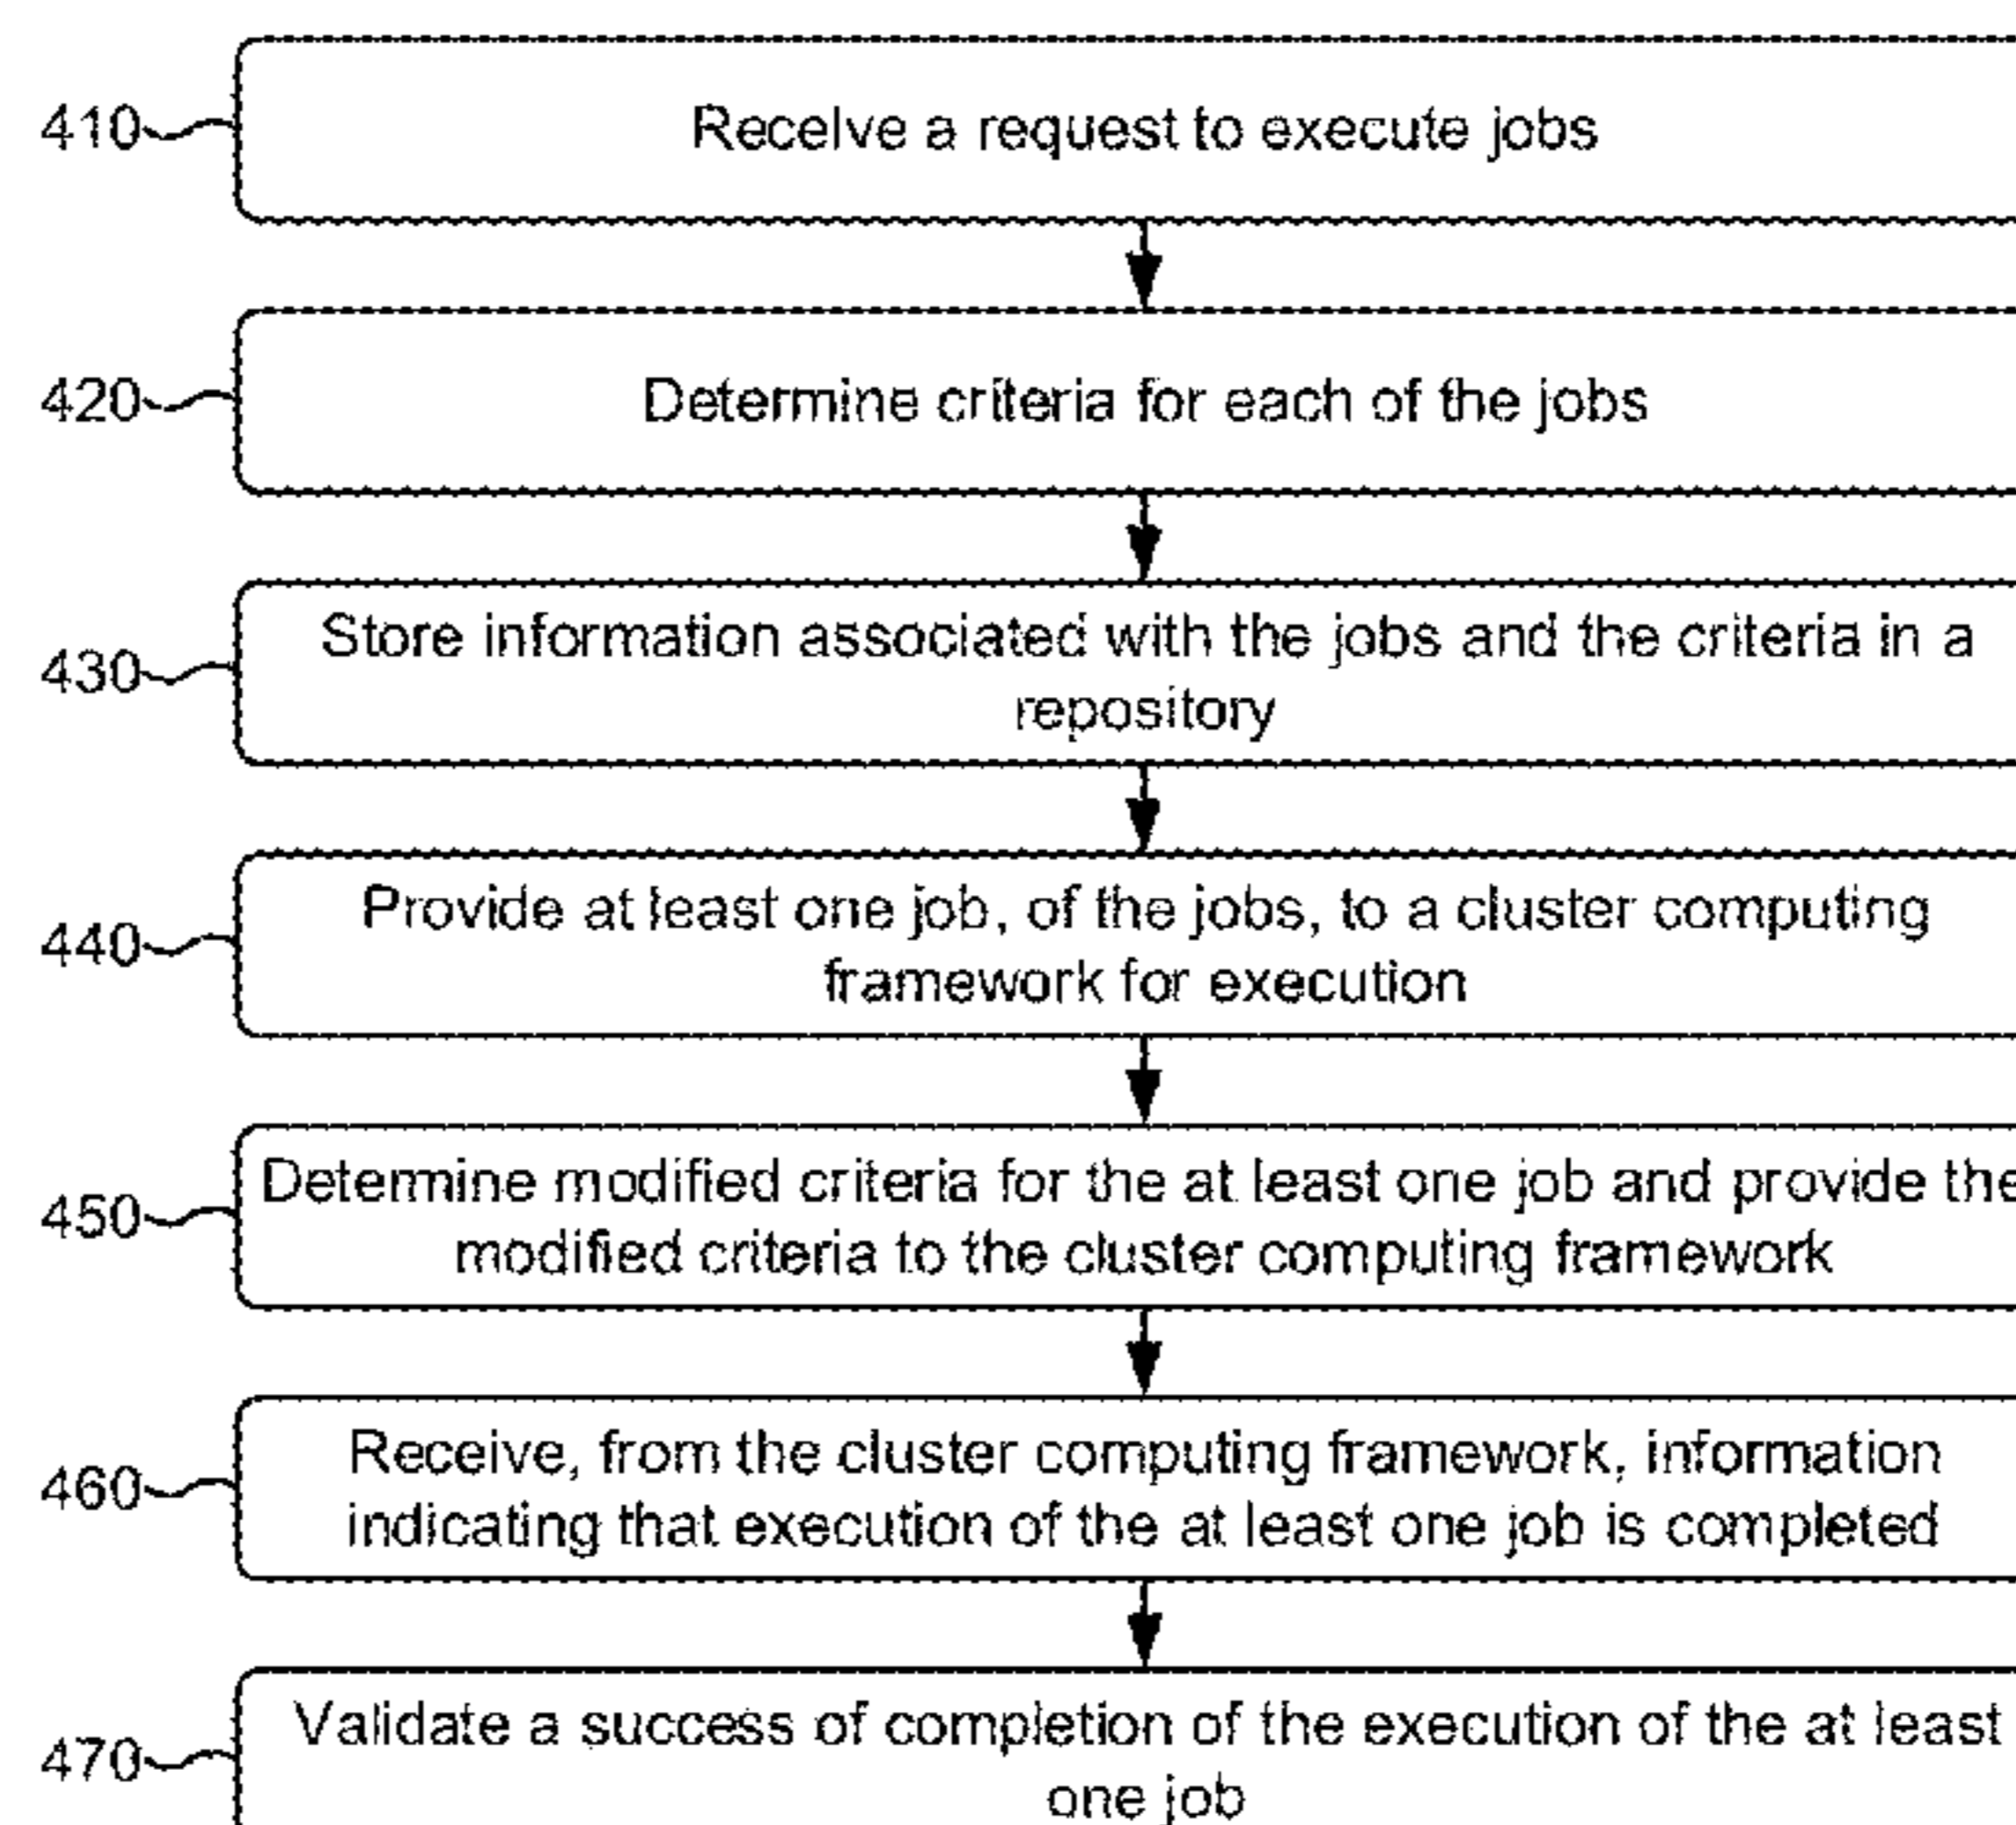 410
Receive a request to execute jobs
420
Determine criteria for each of the jobs
430
Store information associated with the jobs and the criteria in a
repository
440
Provide at least one job, of the jobs, to a cluster computing
framework for execution
450
Determine modified criteria for the at least one job and provide the
modified criteria to the cluster computing framework
460
Receive, from the cluster computing framework, information
indicating that execution of the at least one job is completed
470
Validate a success of completion of the execution of the at least
one job